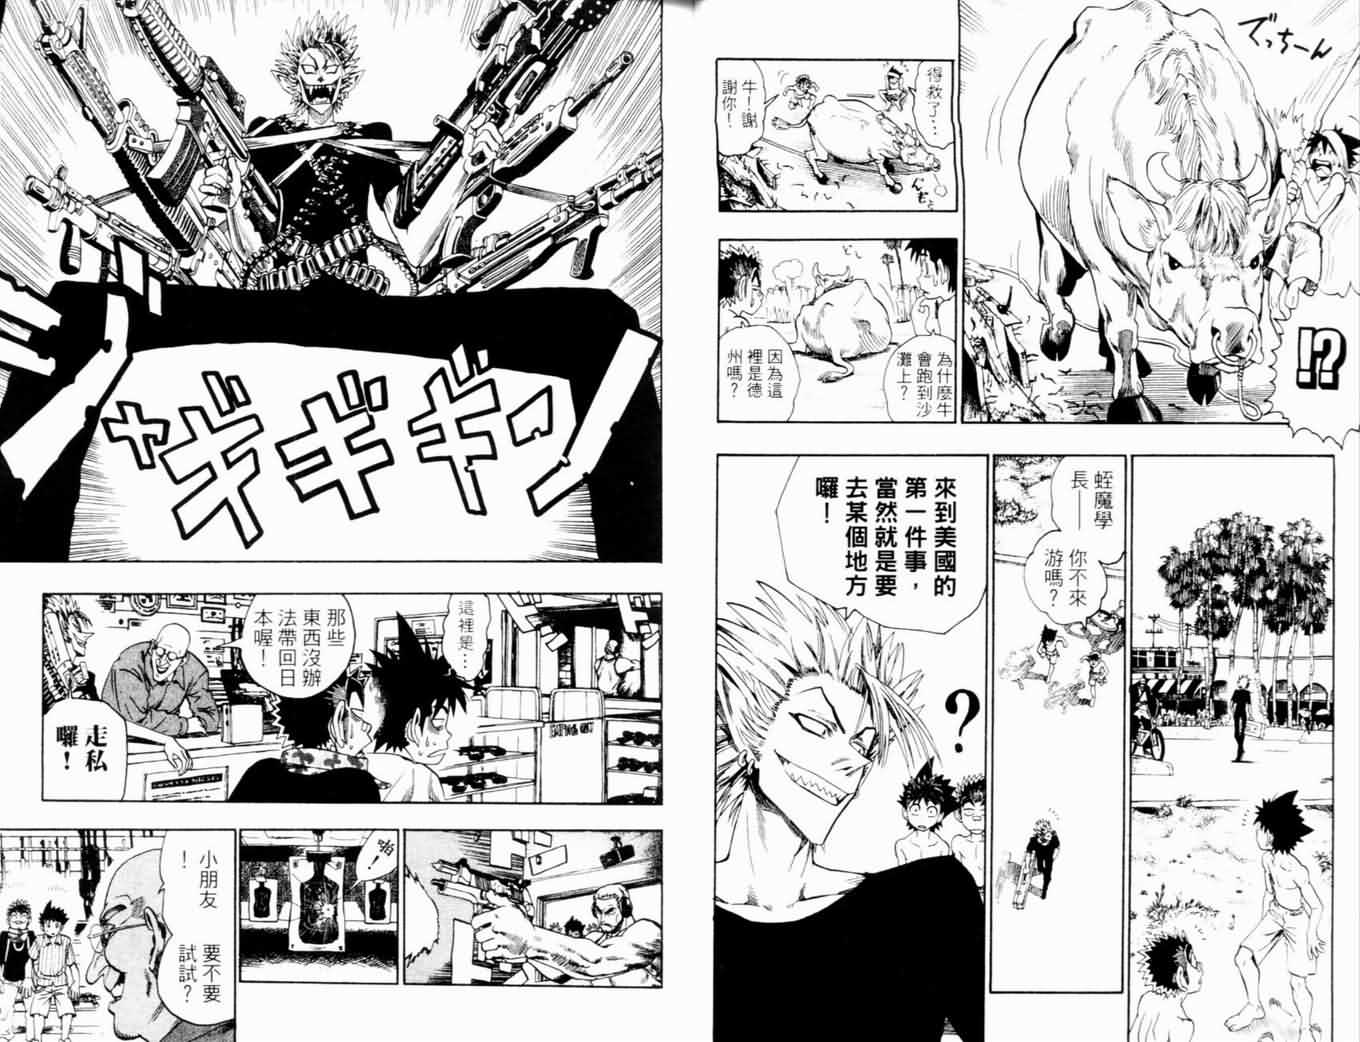 でっちーん
!?
得救了…
牛！謝
謝你！
為什麼牛
會跑到沙
灘上？
因為這
裡是德
州嗎？
蛭魔學
長──
你不來
游嗎？
來到美國的
第一件事，
當然就是要
去某個地方
囉！
?
ギギギン
這裡是…
那些
東西沒辦
法帶回日
本喔！
走私
囉！
啪！
小朋友
！
要不要
試試？